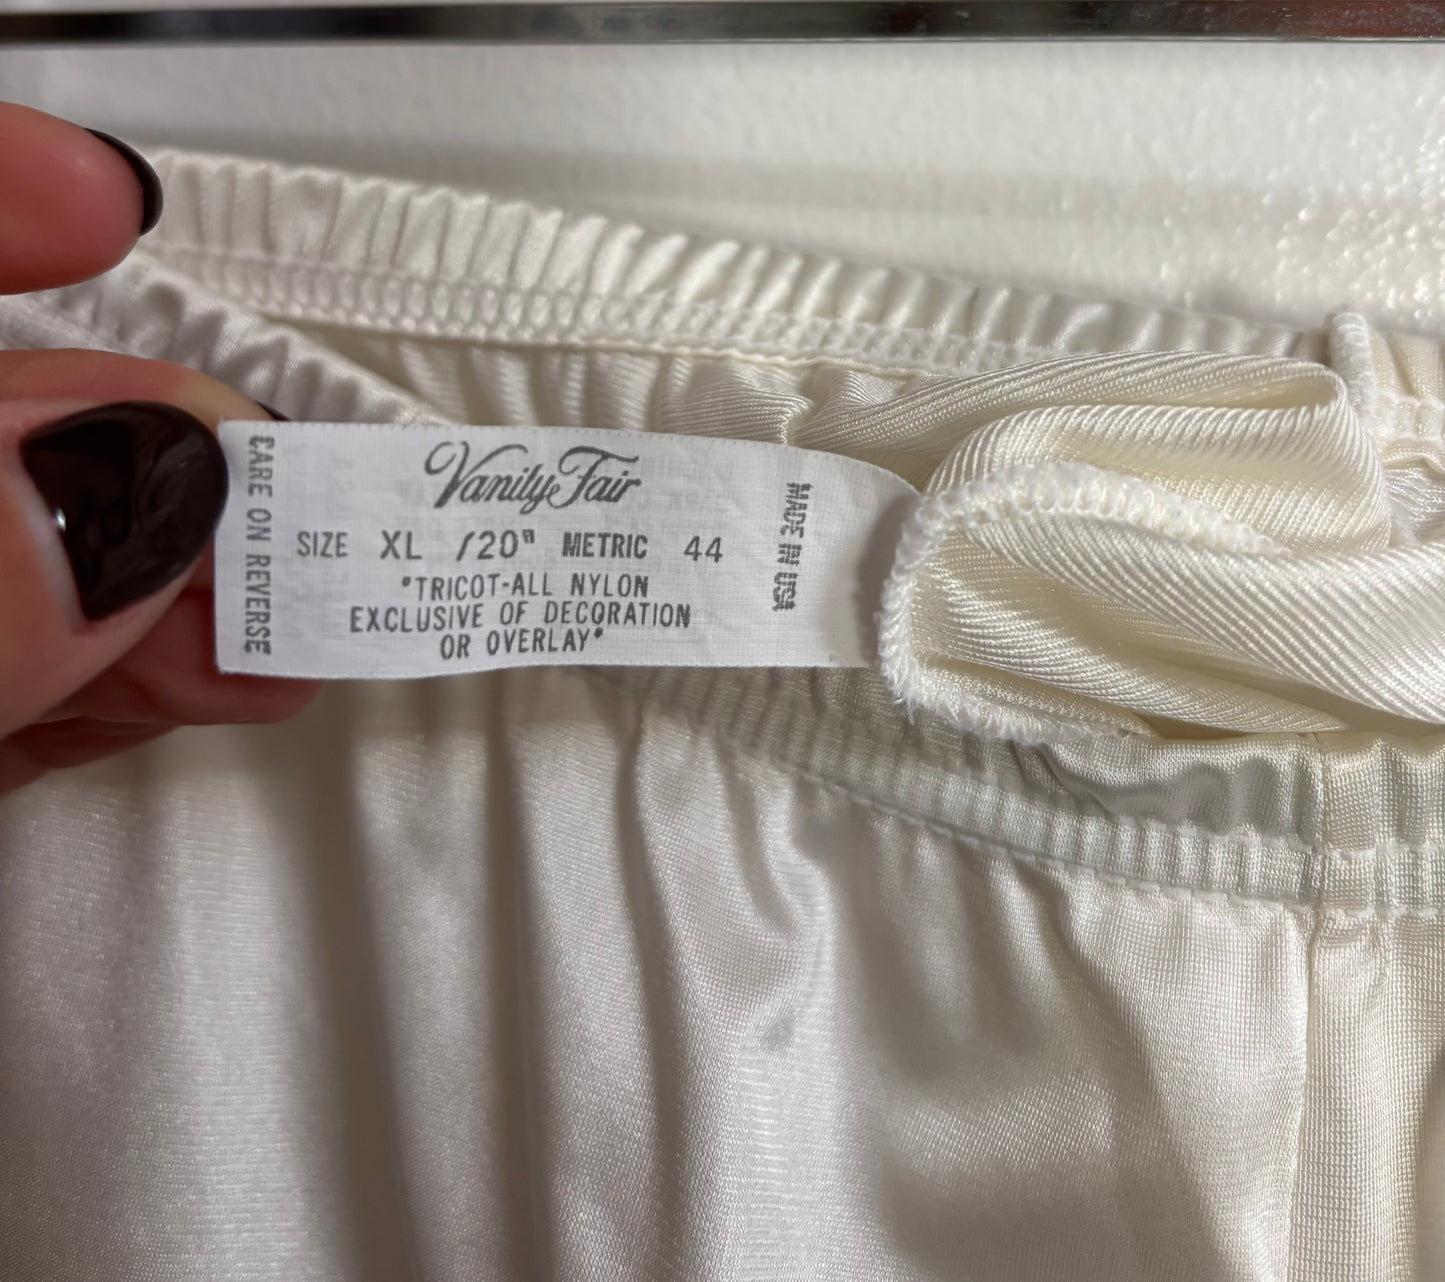 Vanity Fair
SIZE XL /20" METRIC 44
"TRICOT-ALL NYLON
EXCLUSIVE OF DECORATION
OR OVERLAY"
CARE ON REVERSE
MADE IN USA